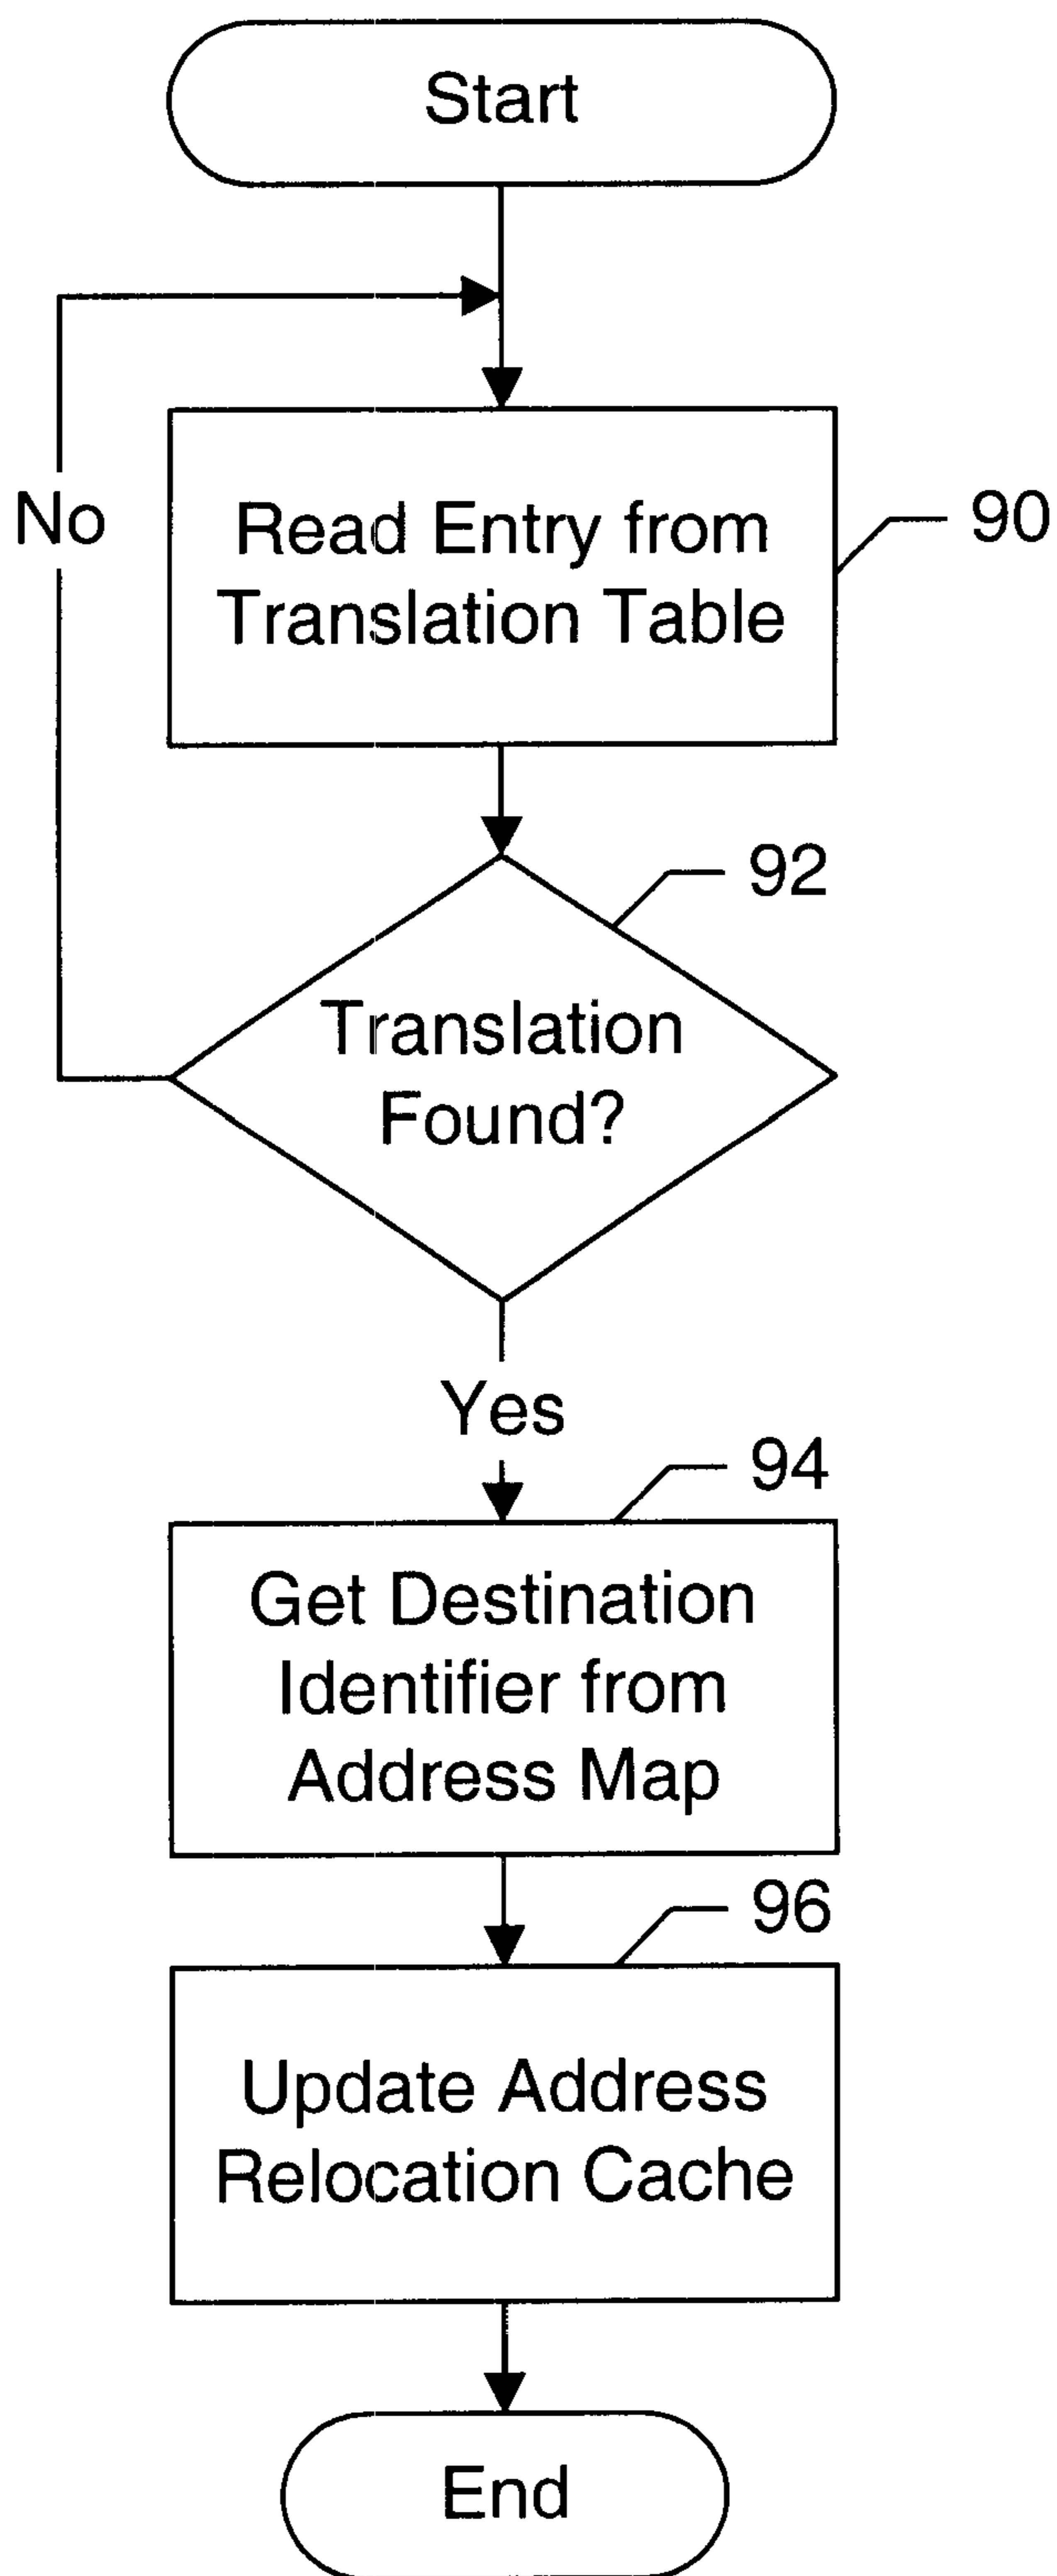 Start
No
Read Entry from
Translation Table
90
92
Translation
Found?
Yes
94
Get Destination
Identifier from
Address Map
96
Update Address
Relocation Cache
End